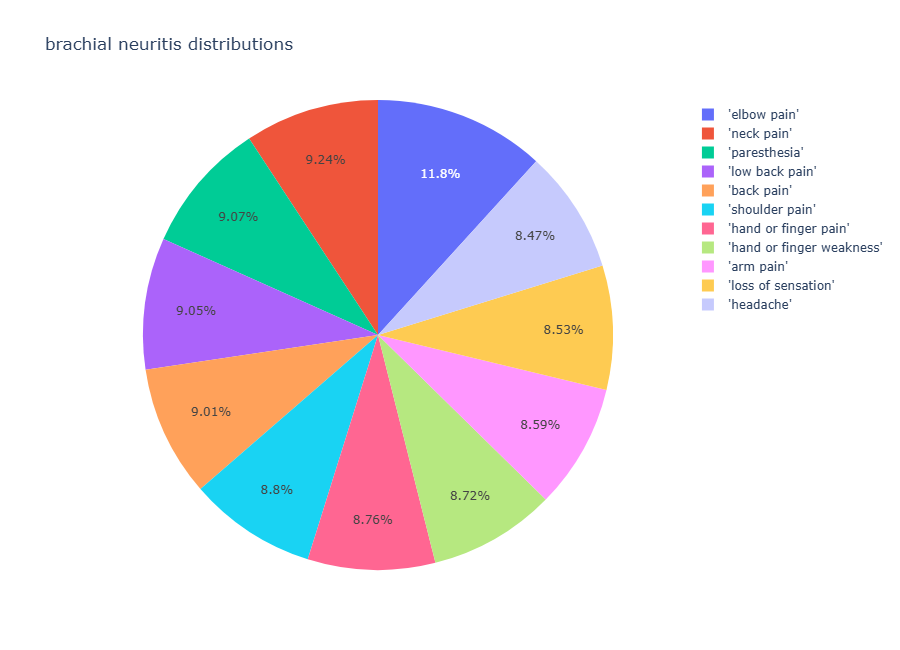 brachial neuritis distributions
9.24%
11.8%
9.07%
8.47%
9.05%
8.53%
9.01%
8.59%
8.8%
8.72%
8.76%
'elbow pain'
'neck pain'
'paresthesia'
'low back pain'
'back pain'
'shoulder pain'
'hand or finger pain'
'hand or finger weakness'
'arm pain'
'loss of sensation'
'headache'